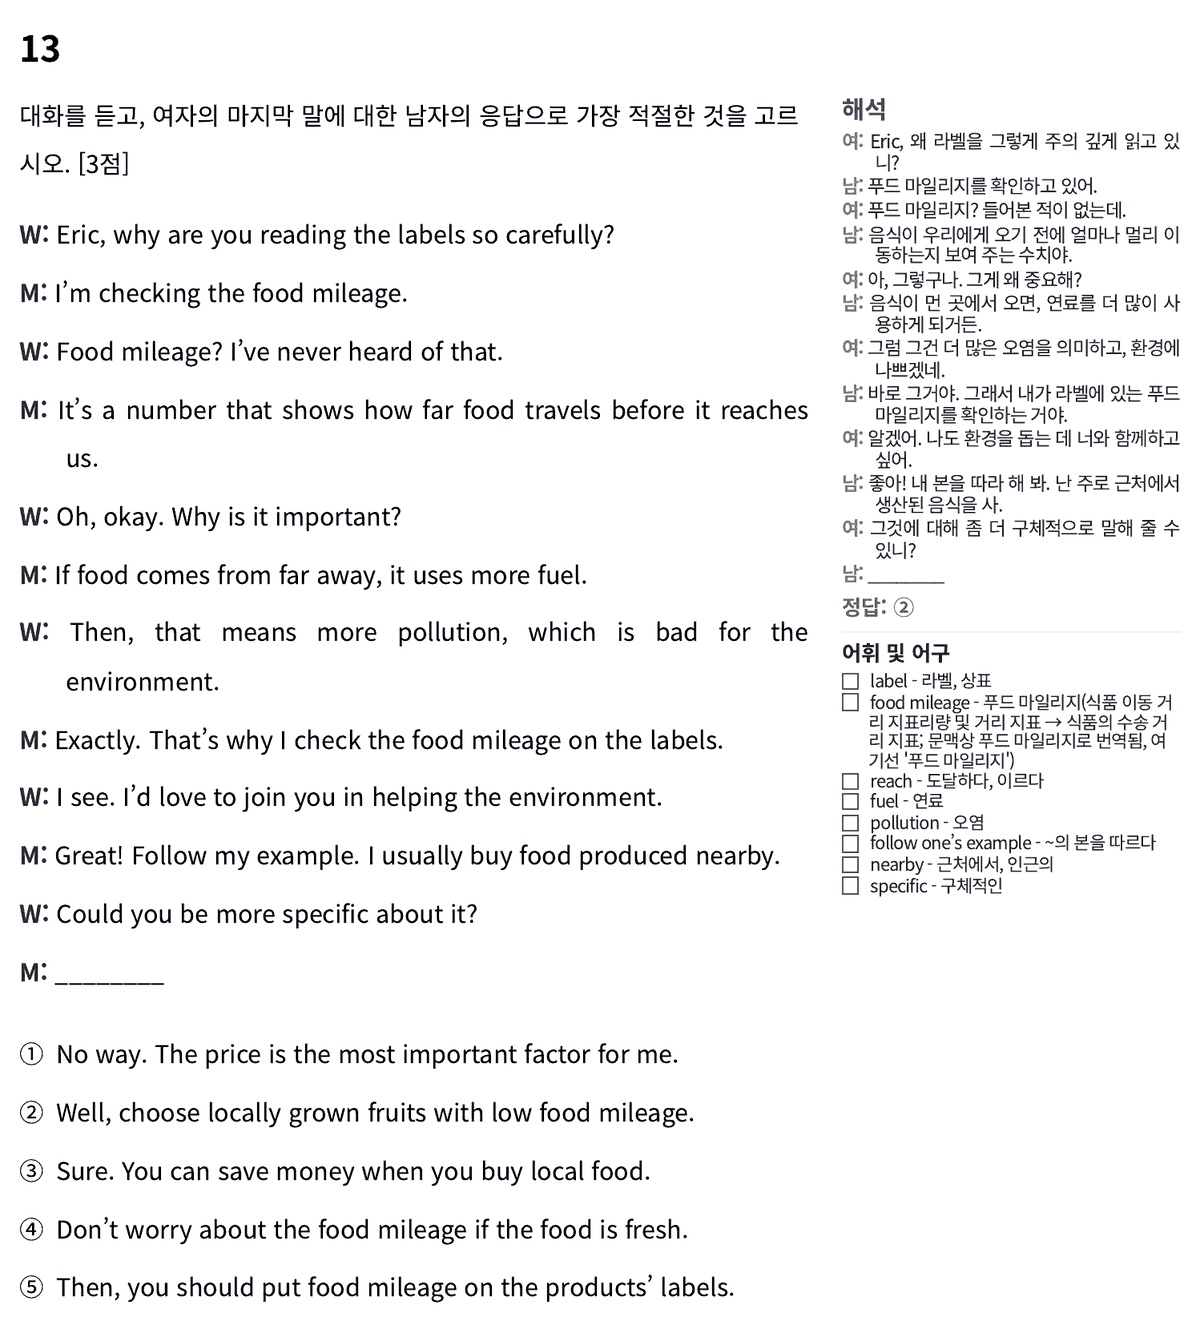 13
대화를 듣고, 여자의 마지막 말에 대한 남자의 응답으로 가장 적절한 것을 고르
시오. [3점]
W: Eric, why are you reading the labels so carefully?
M: I’m checking the food mileage.
W: Food mileage? I’ve never heard of that.
M: It’s a number that shows how far food travels before it reaches
us.
W: Oh, okay. Why is it important?
M: If food comes from far away, it uses more fuel.
W: Then, that means more pollution, which is bad for the
environment.
M: Exactly. That’s why I check the food mileage on the labels.
W: I see. I’d love to join you in helping the environment.
M: Great! Follow my example. I usually buy food produced nearby.
W: Could you be more specific about it?
M: ________
① No way. The price is the most important factor for me.
② Well, choose locally grown fruits with low food mileage.
③ Sure. You can save money when you buy local food.
④ Don’t worry about the food mileage if the food is fresh.
⑤ Then, you should put food mileage on the products’ labels.
해석
여: Eric, 왜 라벨을 그렇게 주의 깊게 읽고 있
니?
남: 푸드 마일리지를 확인하고 있어.
여: 푸드 마일리지? 들어본 적이 없는데.
남: 음식이 우리에게 오기 전에 얼마나 멀리 이
동하는지 보여 주는 수치야.
여: 아, 그렇구나. 그게 왜 중요해?
남: 음식이 먼 곳에서 오면, 연료를 더 많이 사
용하게 되거든.
여: 그럼 그건 더 많은 오염을 의미하고, 환경에
나쁘겠네.
남: 바로 그거야. 그래서 내가 라벨에 있는 푸드
마일리지를 확인하는 거야.
여: 알겠어. 나도 환경을 돕는 데 너와 함께하고
싶어.
남: 좋아! 내 본을 따라 해 봐. 난 주로 근처에서
생산된 음식을 사.
여: 그것에 대해 좀 더 구체적으로 말해 줄 수
있니?
남: ________
정답: ②
어휘 및 어구
□ label - 라벨, 상표
□ food mileage - 푸드 마일리지(식품 이동 거
리 지표리량 및 거리 지표 → 식품의 수송 거
리 지표; 문맥상 푸드 마일리지로 번역됨, 여
기선 '푸드 마일리지')
□ reach - 도달하다, 이르다
□ fuel - 연료
□ pollution - 오염
□ follow one’s example - ~의 본을 따르다
□ nearby - 근처에서, 인근의
□ specific - 구체적인